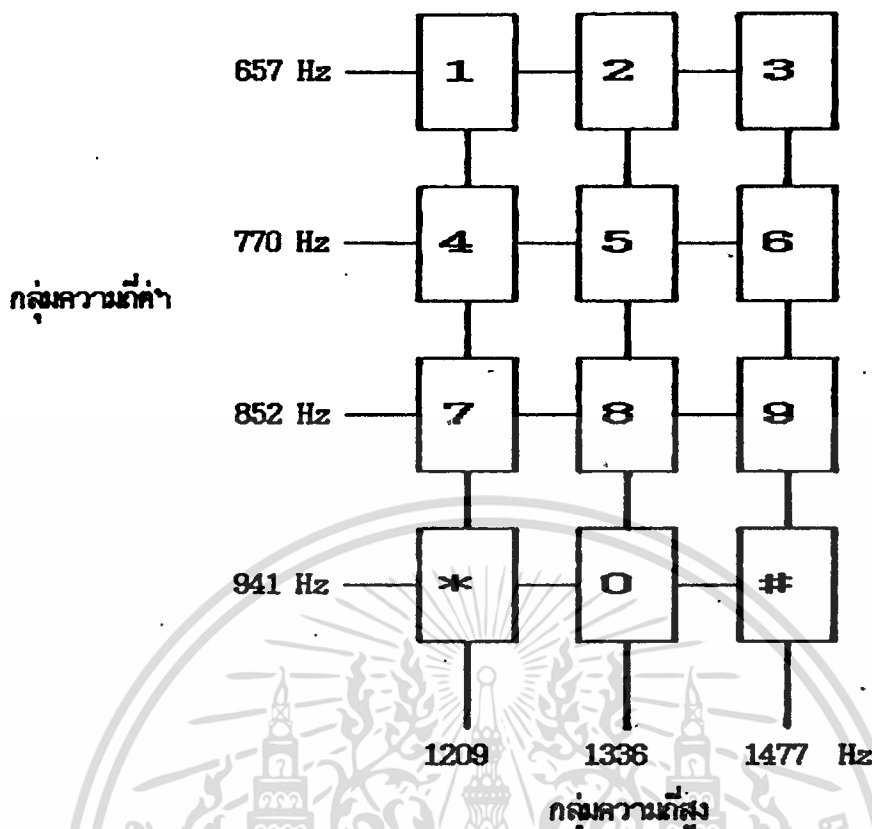 657 Hz 1 2 3
770 Hz 4 5 6
กลุ่มความถี่ต่ำ
852 Hz 7 8 9
941 Hz * 0 #
1209 1336 1477 Hz
กลุ่มความถี่สูง